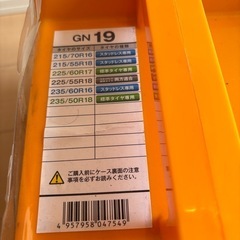 GN 19
タイヤのサイズ
215/70R16 スタッドレス専用
215/55R18 スタッドレス専用
225/60R17 標準タイヤ専用
225/55R18
235/60R16 スタッドレス専用
235/50R18 標準タイヤ専用
ご購入前にケース裏面の注意
事項を必ずお読みください。
4 957958 047549